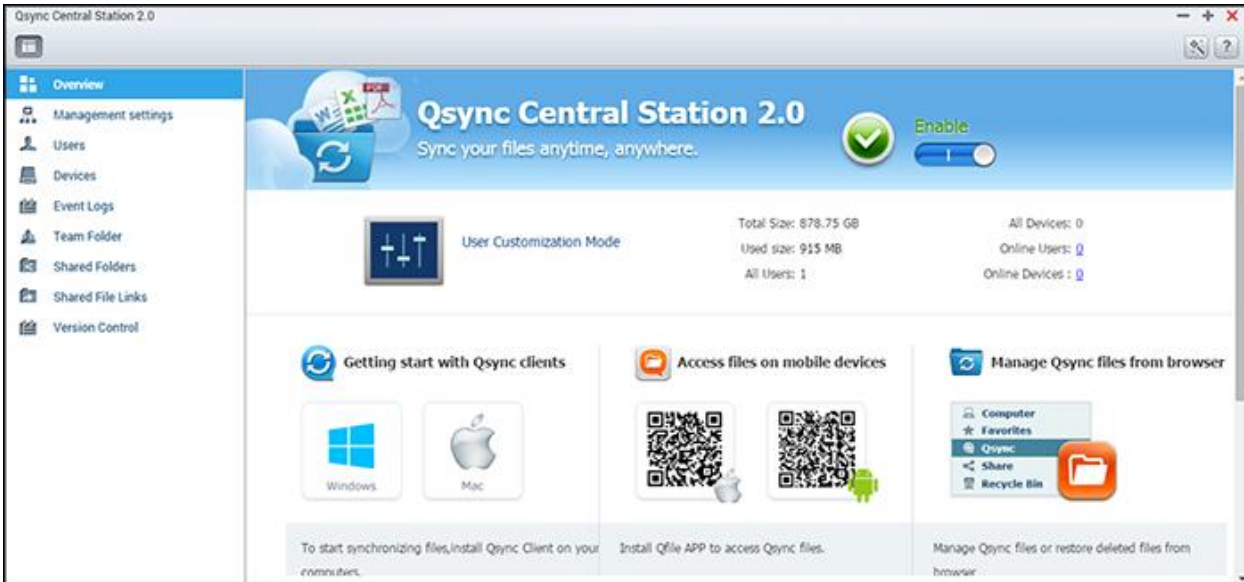 Qsync Central Station 2.0
Overview
Management settings
Users
Devices
Event Logs
Team Folder
Shared Folders
Shared File Links
Version Control
Qsync Central Station 2.0
Sync your files anytime, anywhere.
Enable
User Customization Mode
Total Size: 878.75 GB
Used size: 915 MB
All Users: 1
All Devices: 0
Online Users: 0
Online Devices : 0
Getting start with Qsync clients
Windows
Mac
To start synchronizing files,install Qsync Client on your
computers.
Access files on mobile devices
Install Qfile APP to access Qsync files.
Manage Qsync files from browser
Computer
Favorites
Qsync
Share
Recycle Bin
Manage Qsync files or restore deleted files from
browser